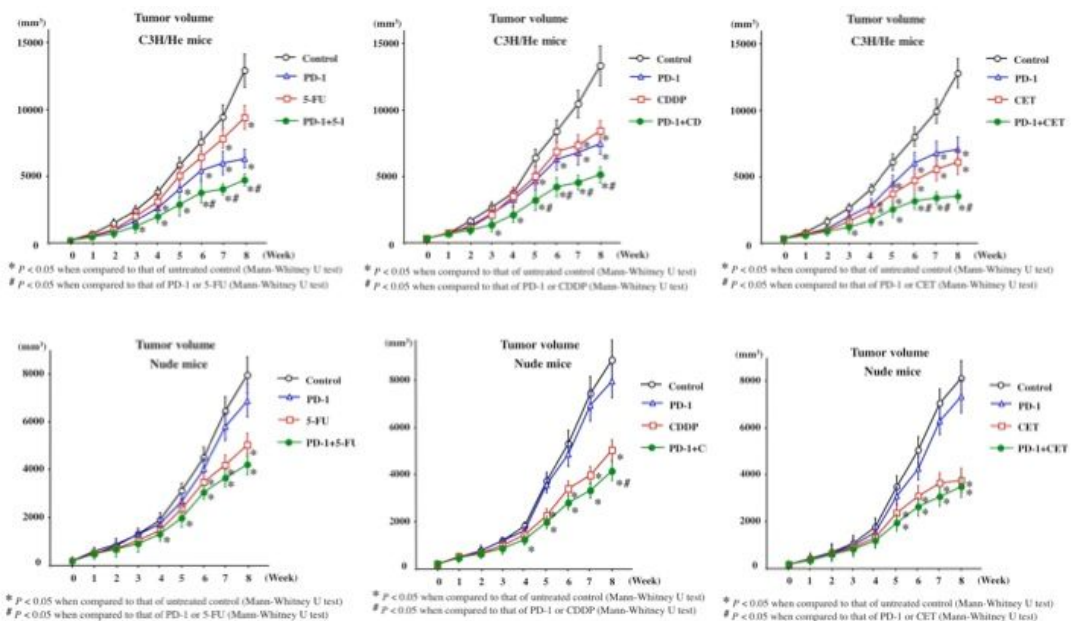 Tumor volume
C3H/He mice
(mm³)
15000
10000
5000
0
Control
PD-1
5-FU
PD-1+5-I
0 1 2 3 4 5 6 7 8 (Week)
* P < 0.05 when compared to that of untreated control (Mann-Whitney U test)
# P < 0.05 when compared to that of PD-1 or 5-FU (Mann-Whitney U test)
Tumor volume
C3H/He mice
(mm³)
15000
10000
5000
0
Control
PD-1
CDDP
PD-1+CD
0 1 2 3 4 5 6 7 8 (Week)
* P < 0.05 when compared to that of untreated control (Mann-Whitney U test)
# P < 0.05 when compared to that of PD-1 or CDDP (Mann-Whitney U test)
Tumor volume
C3H/He mice
(mm³)
15000
10000
5000
0
Control
PD-1
CET
PD-1+CET
0 1 2 3 4 5 6 7 8 (Week)
* P < 0.05 when compared to that of untreated control (Mann-Whitney U test)
# P < 0.05 when compared to that of PD-1 or CET (Mann-Whitney U test)
Tumor volume
Nude mice
(mm³)
8000
6000
4000
2000
0
Control
PD-1
5-FU
PD-1+5-FU
0 1 2 3 4 5 6 7 8 (Week)
* P < 0.05 when compared to that of untreated control (Mann-Whitney U test)
# P < 0.05 when compared to that of PD-1 or 5-FU (Mann-Whitney U test)
Tumor volume
Nude mice
(mm³)
8000
6000
4000
2000
0
Control
PD-1
CDDP
PD-1+C
0 1 2 3 4 5 6 7 8 (Week)
* P < 0.05 when compared to that of untreated control (Mann-Whitney U test)
# P < 0.05 when compared to that of PD-1 or CDDP (Mann-Whitney U test)
Tumor volume
Nude mice
(mm³)
8000
6000
4000
2000
0
Control
PD-1
CET
PD-1+CET
0 1 2 3 4 5 6 7 8 (Week)
* P < 0.05 when compared to that of untreated control (Mann-Whitney U test)
# P < 0.05 when compared to that of PD-1 or CET (Mann-Whitney U test)